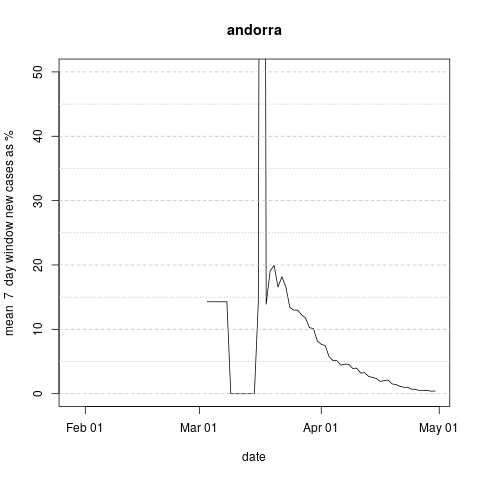 andorra
mean 7 day window new cases as %
50
40
30
20
10
0
Feb 01
Mar 01
Apr 01
May 01
date